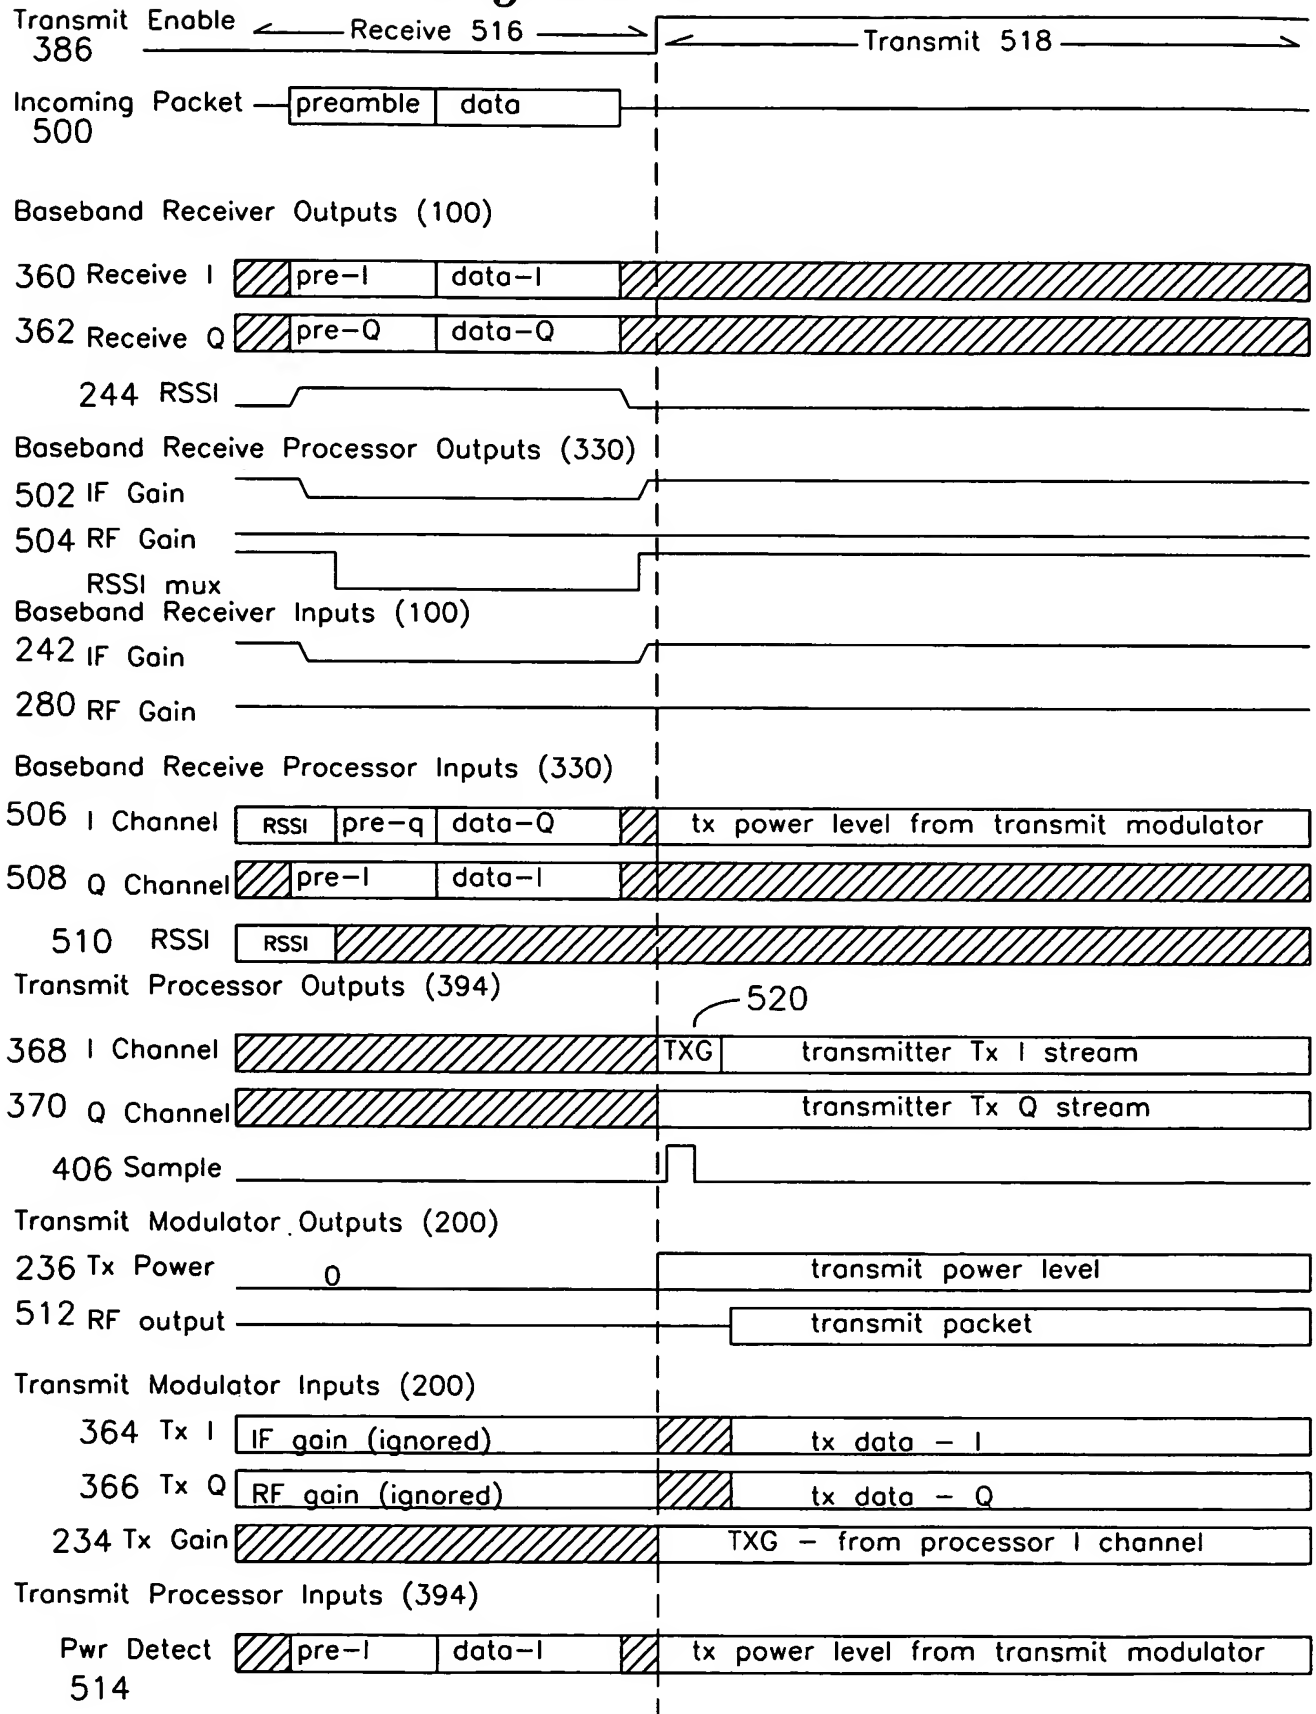 Transmit Enable
386
Receive 516
Transmit 518
Incoming Packet
500
preamble data
Baseband Receiver Outputs (100)
360 Receive I pre-I data-I
362 Receive Q pre-Q data-Q
244 RSSI
Baseband Receive Processor Outputs (330)
502 IF Gain
504 RF Gain
RSSI mux
Baseband Receiver Inputs (100)
242 IF Gain
280 RF Gain
Baseband Receive Processor Inputs (330)
506 I Channel RSSI pre-q data-Q tx power level from transmit modulator
508 Q Channel pre-I data-I
510 RSSI RSSI
Transmit Processor Outputs (394)
520
368 I Channel TXG transmitter Tx I stream
370 Q Channel transmitter Tx Q stream
406 Sample
Transmit Modulator Outputs (200)
236 Tx Power 0 transmit power level
512 RF output transmit packet
Transmit Modulator Inputs (200)
364 Tx I IF gain (ignored) tx data - I
366 Tx Q RF gain (ignored) tx data - Q
234 Tx Gain TXG - from processor I channel
Transmit Processor Inputs (394)
Pwr Detect pre-I data-I tx power level from transmit modulator
514